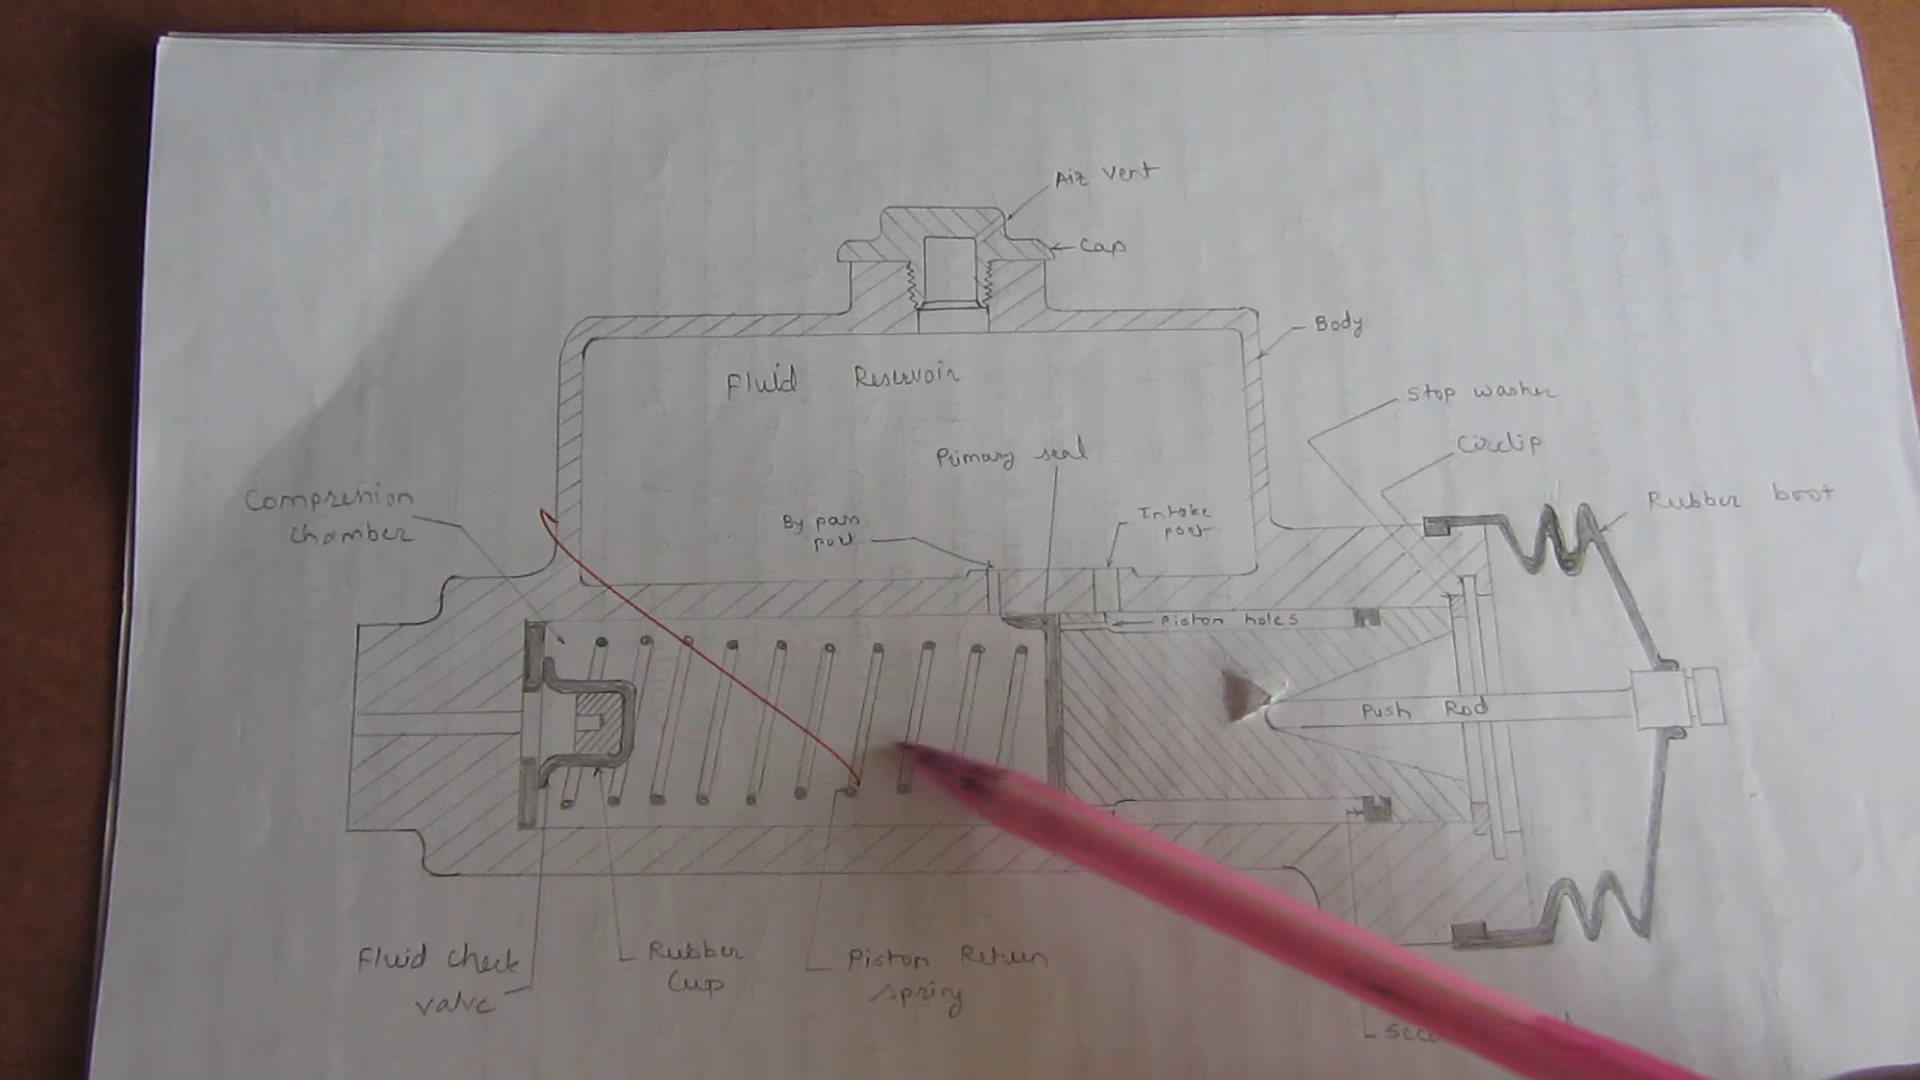 Air vent
Cap
Body
Fluid Reservoir
Stop washer
Circlip
Primary seal
Rubber boot
Compression
chamber
By pass
port
Intake
port
Piston holes
Push Rod
Fluid check
valve
Rubber
Cup
Piston Retrun
spring